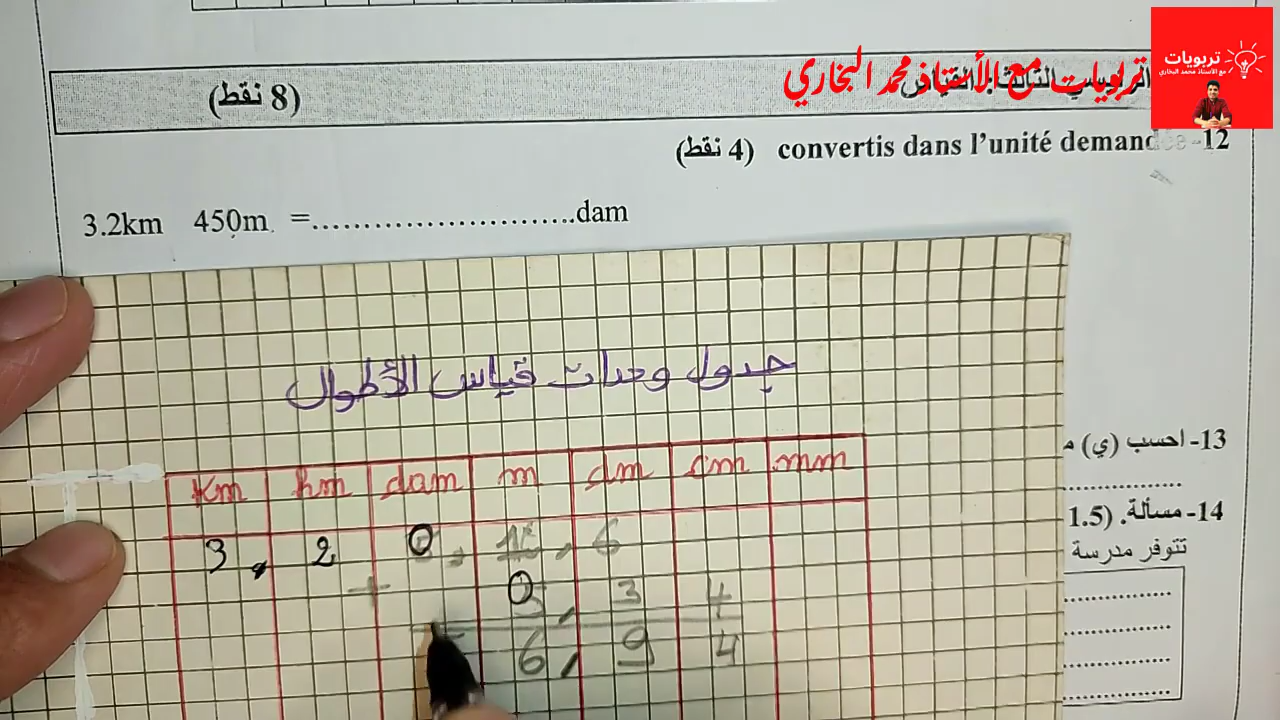 تربويات مع الأستاذ محمد البخاري
تربويات
مع الاستاذ محمد البخاري
(8 نقط)
12- convertis dans l'unité demandée (4 نقط)
3.2km 450m =..........................dam
جدول وحدات قياس الأطوال
Km hm dam m dm cm mm
3, 2 0, 1, 6
+ 0, 3 4
6, 9 4
13- احسب (ي)
14- مسألة. (1.5
تتوفر مدرسة